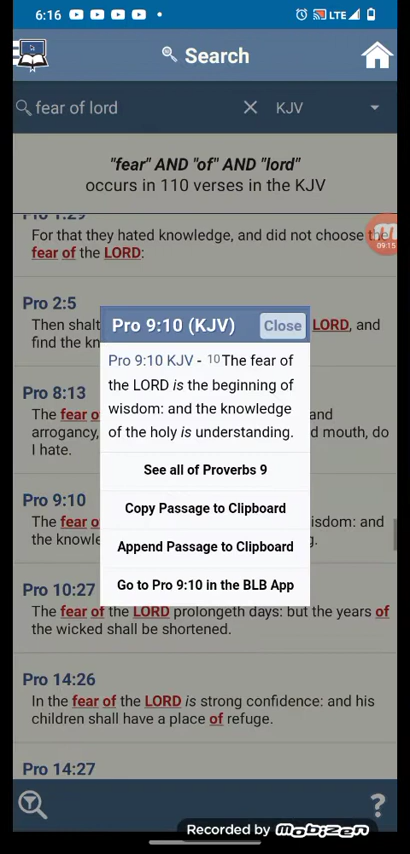 6:16 LTE
Search
fear of lord KJV
"fear" AND "of" AND "lord"
occurs in 110 verses in the KJV
Pro 1:29
For that they hated knowledge, and did not choose the
fear of the LORD:
09:15
Pro 2:5
Then shalt LORD, and
find the kn
Pro 9:10 (KJV) Close
Pro 9:10 KJV - 10 The fear of
the LORD is the beginning of
wisdom: and the knowledge
of the holy is understanding.
See all of Proverbs 9
Copy Passage to Clipboard
Append Passage to Clipboard
Go to Pro 9:10 in the BLB App
Pro 8:13
The fear o and
arrogancy, d mouth, do
I hate.
Pro 9:10
The fear o isdom: and
the knowle g.
Pro 10:27
The fear of the LORD prolongeth days: but the years of
the wicked shall be shortened.
Pro 14:26
In the fear of the LORD is strong confidence: and his
children shall have a place of refuge.
Pro 14:27
?
Recorded by mobizen